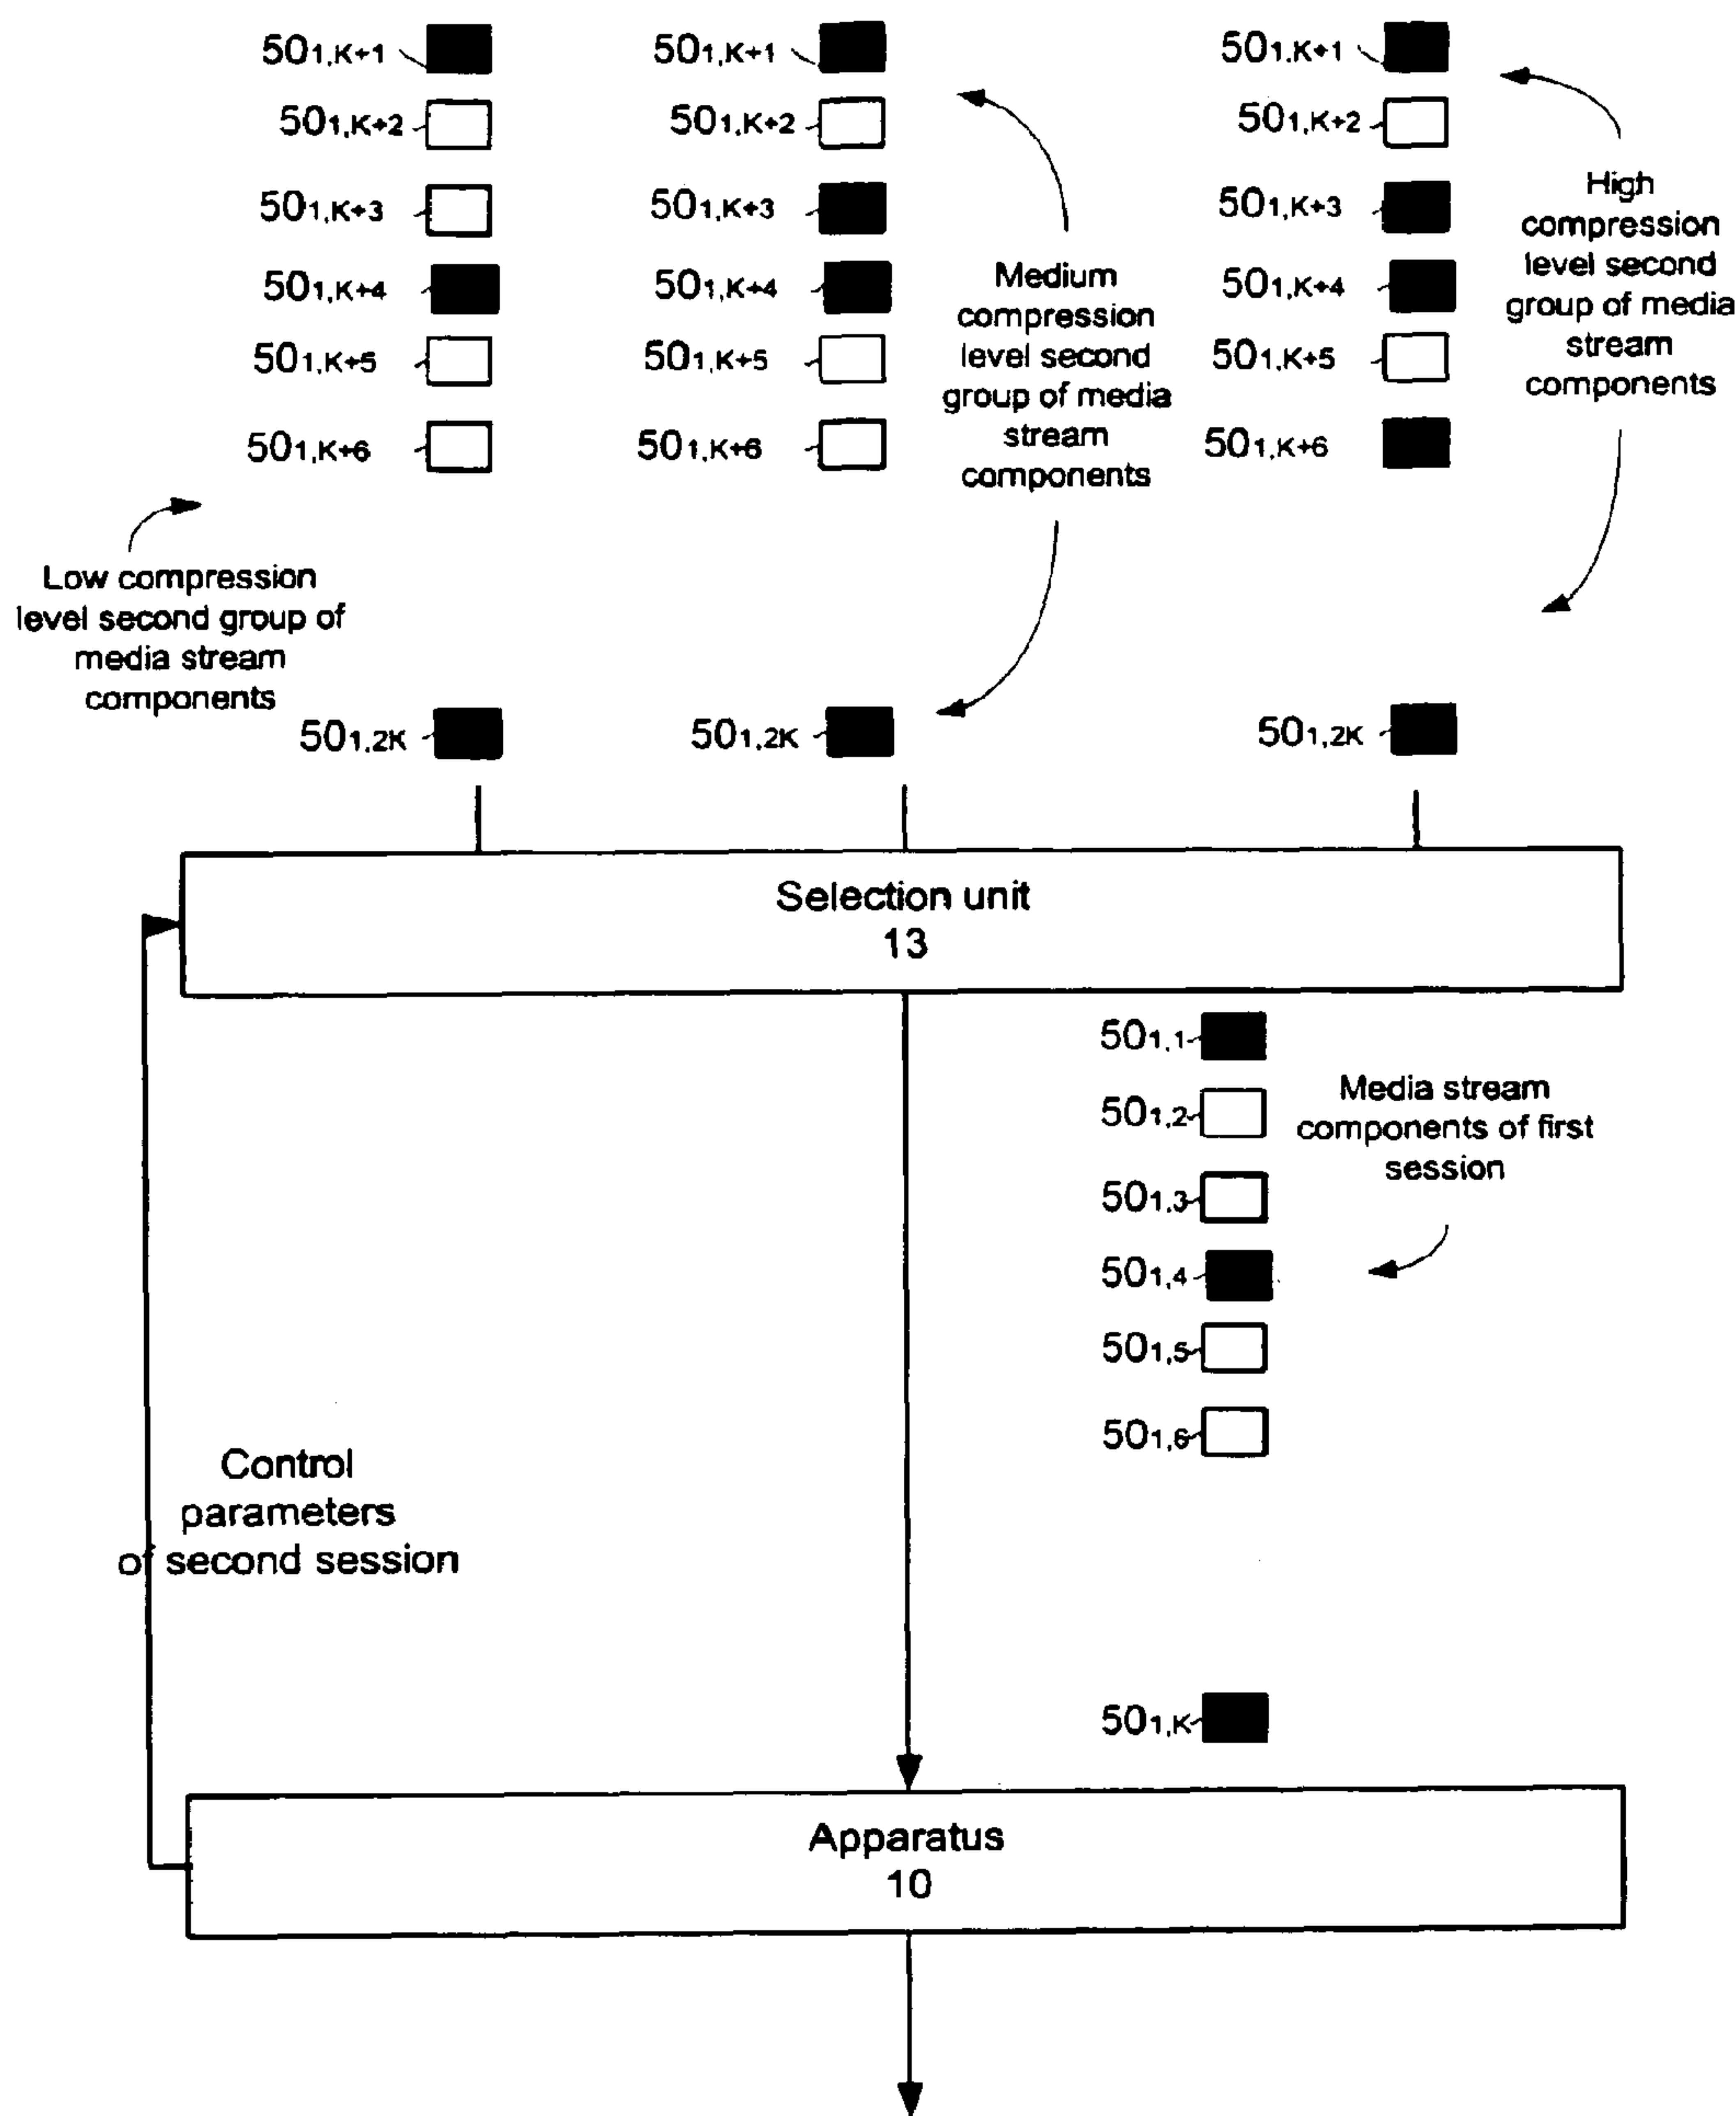 501,K+1 501,K+1 501.K+1
501,K+2 501,K+2 501,K+2
501,K+3 501,K+3 501,K+3
501,K+4 501,K+4 501,K+4
501,K+5 501,K+5 501,K+5
501,K+6 501,K+6 501,K+6
Low compression
level second group of
media stream
components
Medium
compression
level second
group of media
stream
components
High
compression
level second
group of media
stream
components
501,2K 501,2K 501,2K
Selection unit
13
501,1
501,2
501,3
501,4
501,5
501,6
Media stream
components of first
session
Control
parameters
of second session
501,K
Apparatus
10